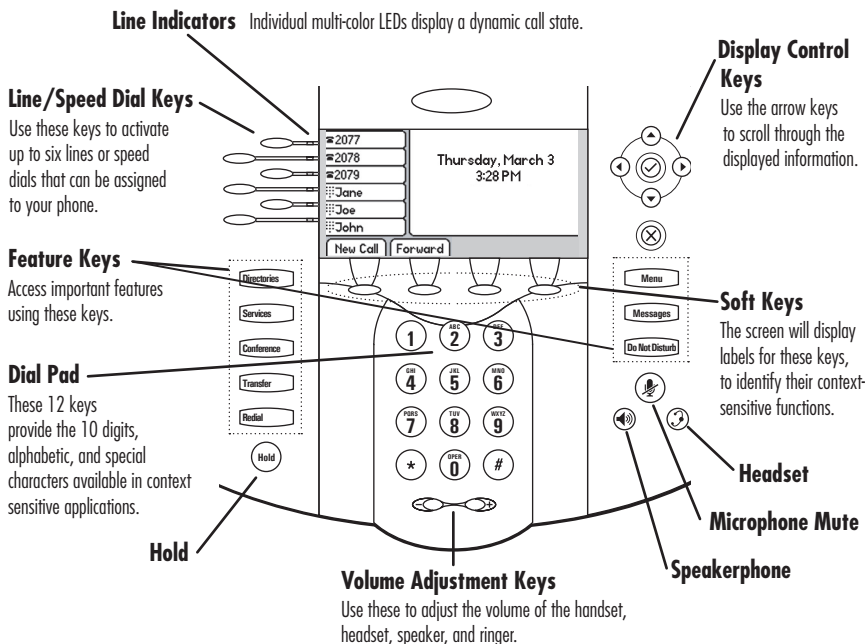 Line Indicators Individual multi-color LEDs display a dynamic call state.
Display Control
Keys
Use the arrow keys
to scroll through the
displayed information.
Line/Speed Dial Keys
Use these keys to activate
up to six lines or speed
dials that can be assigned
to your phone.
2077
2078
2079
Jane
Joe
John
Thursday, March 3
3:28 PM
New Call Forward
Feature Keys
Access important features
using these keys.
Directories
Services
Conference
Transfer
Redial
Hold
Menu
Messages
Do Not Disturb
Soft Keys
The screen will display
labels for these keys,
to identify their context-
sensitive functions.
Dial Pad
These 12 keys
provide the 10 digits,
alphabetic, and special
characters available in context
sensitive applications.
1 ABC 2 DEF 3
GHI 4 JKL 5 MNO 6
PQRS 7 TUV 8 WXYZ 9
* OPER 0 #
- +
Headset
Microphone Mute
Speakerphone
Hold
Volume Adjustment Keys
Use these to adjust the volume of the handset,
headset, speaker, and ringer.